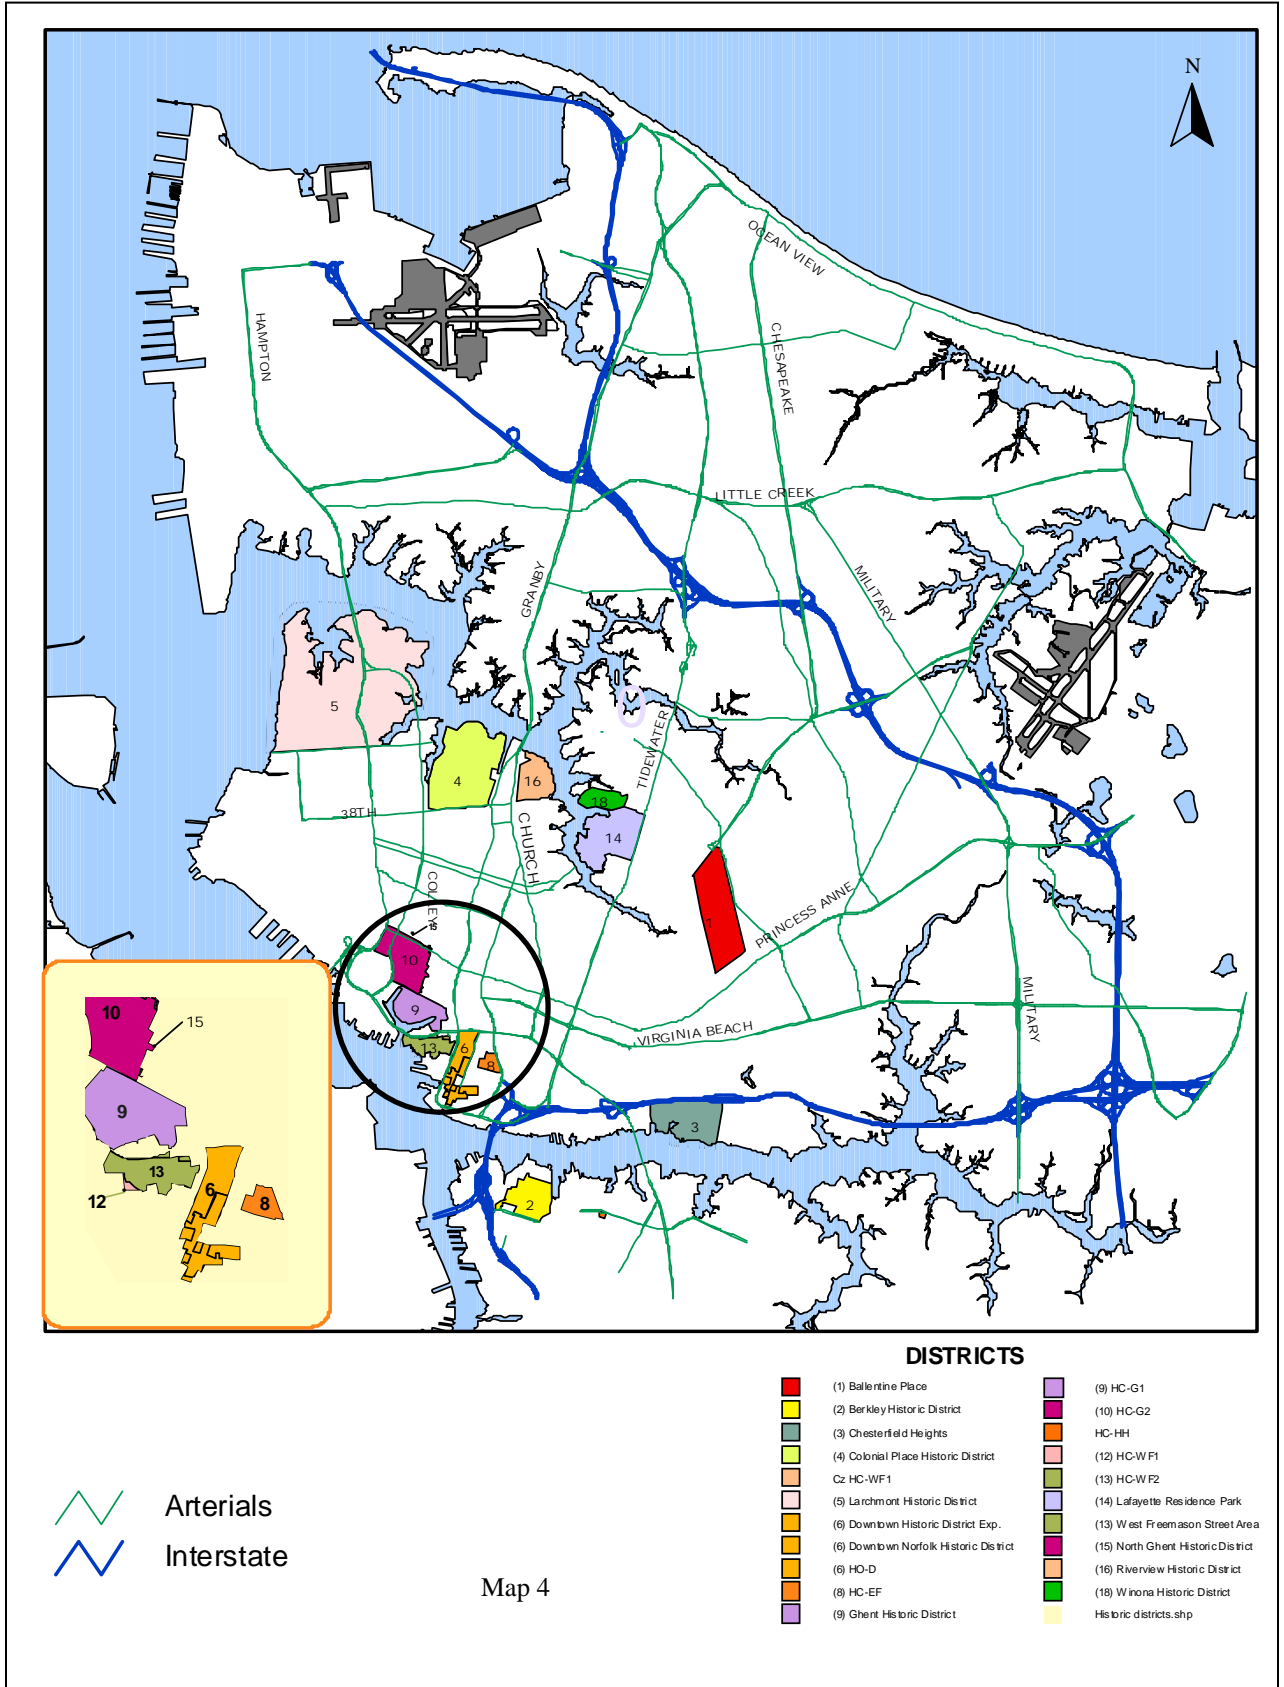 N
OCEAN VIEW
HAMPTON
CHESAPEAKE
LITTLE CREEK
GRANBY
MILITARY
5
TIDEWATER
4
16
18
38TH
CHURCH
14
COLLEY
15
1
PRINCESS ANNE
10
9
MILITARY
VIRGINIA BEACH
13
6
8
3
2
10
15
9
13
12
6
8
DISTRICTS
(1) Ballentine Place
(2) Berkley Historic District
(3) Chesterfield Heights
(4) Colonial Place Historic District
Cz HC-WF1
(5) Larchmont Historic District
(6) Downtown Historic District Exp.
(6) Downtown Norfolk Historic District
(6) HO-D
(8) HC-EF
(9) Ghent Historic District
(9) HC-G1
(10) HC-G2
HC-HH
(12) HC-WF1
(13) HC-WF2
(14) Lafayette Residence Park
(13) West Freemason Street Area
(15) North Ghent Historic District
(16) Riverview Historic District
(18) Winona Historic District
Historic districts.shp
Arterials
Interstate
Map 4